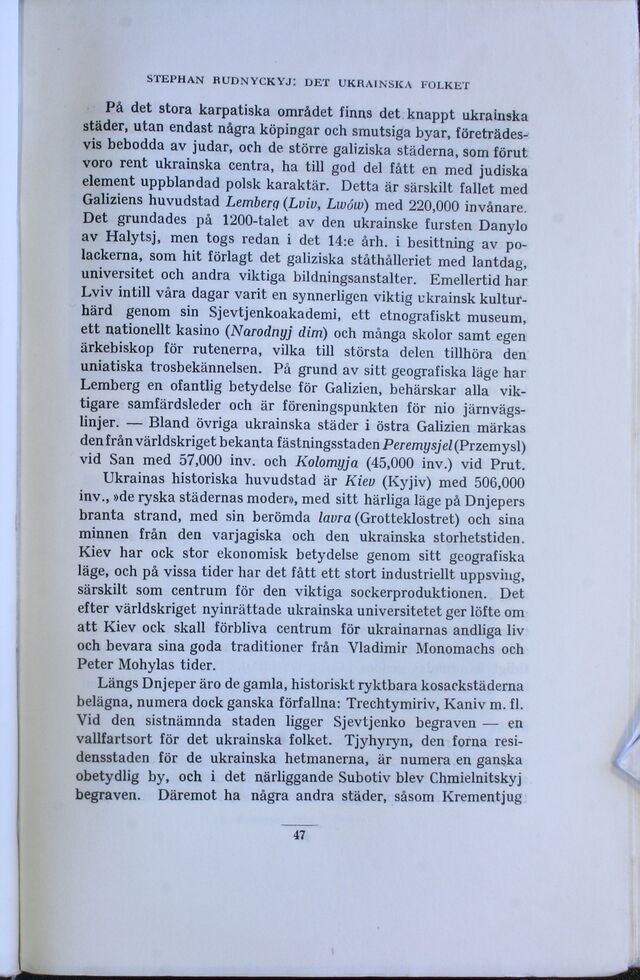 STEPHAN RUDNYCKYJ: DET UKRAINSKA FOLKET
På det stora karpatiska området finns det knappt ukrainska
städer, utan endast några köpingar och smutsiga byar, företrädes-
vis bebodda av judar, och de större galiziska städerna, som förut
voro rent ukrainska centra, ha till god del fått en med judiska
element uppblandad polsk karaktär. Detta är särskilt fallet med
Galiziens huvudstad Lemberg (Lviv, Lwów) med 220,000 invånare.
Det grundades på 1200-talet av den ukrainske fursten Danylo
av Halytsj, men togs redan i det 14:e årh. i besittning av po-
lackerna, som hit förlagt det galiziska ståthålleriet med lantdag,
universitet och andra viktiga bildningsanstalter. Emellertid har
Lviv intill våra dagar varit en synnerligen viktig ukrainsk kultur-
härd genom sin Sjevtjenkoakademi, ett etnografiskt museum,
ett nationellt kasino (Narodnyj dim) och många skolor samt egen
ärkebiskop för rutenerna, vilka till största delen tillhöra den
uniatiska trosbekännelsen. På grund av sitt geografiska läge har
Lemberg en ofantlig betydelse för Galizien, behärskar alla vik-
tigare samfärdsleder och är föreningspunkten för nio järnvägs-
linjer. — Bland övriga ukrainska städer i östra Galizien märkas
den från världskriget bekanta fästningsstaden Peremysjel (Przemysl)
vid San med 57,000 inv. och Kolomyja (45,000 inv.) vid Prut.
Ukrainas historiska huvudstad är Kiev (Kyjiv) med 506,000
inv., »de ryska städernas moder», med sitt härliga läge på Dnjepers
branta strand, med sin berömda lavra (Grotteklostret) och sina
minnen från den varjagiska och den ukrainska storhetstiden.
Kiev har ock stor ekonomisk betydelse genom sitt geografiska
läge, och på vissa tider har det fått ett stort industriellt uppsving,
särskilt som centrum för den viktiga sockerproduktionen. Det
efter världskriget nyinrättade ukrainska universitetet ger löfte om
att Kiev ock skall förbliva centrum för ukrainarnas andliga liv
och bevara sina goda traditioner från Vladimir Monomachs och
Peter Mohylas tider.
Längs Dnjeper äro de gamla, historiskt ryktbara kosackstäderna
belägna, numera dock ganska förfallna: Trechtymiriv, Kaniv m. fl.
Vid den sistnämnda staden ligger Sjevtjenko begraven — en
vallfartsort för det ukrainska folket. Tjyhyryn, den forna resi-
densstaden för de ukrainska hetmanerna, är numera en ganska
obetydlig by, och i det närliggande Subotiv blev Chmielnitskyj
begraven. Däremot ha några andra städer, såsom Krementjug
47